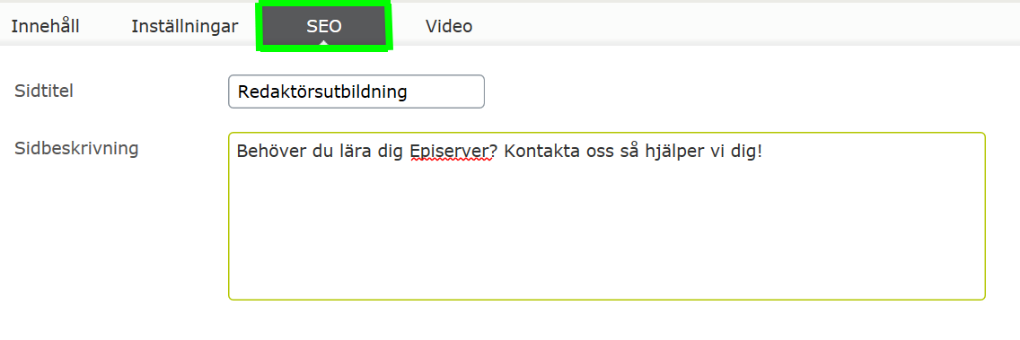 Innehåll Inställningar SEO Video
Sidtitel Redaktörsutbildning
Sidbeskrivning Behöver du lära dig Episerver? Kontakta oss så hjälper vi dig!